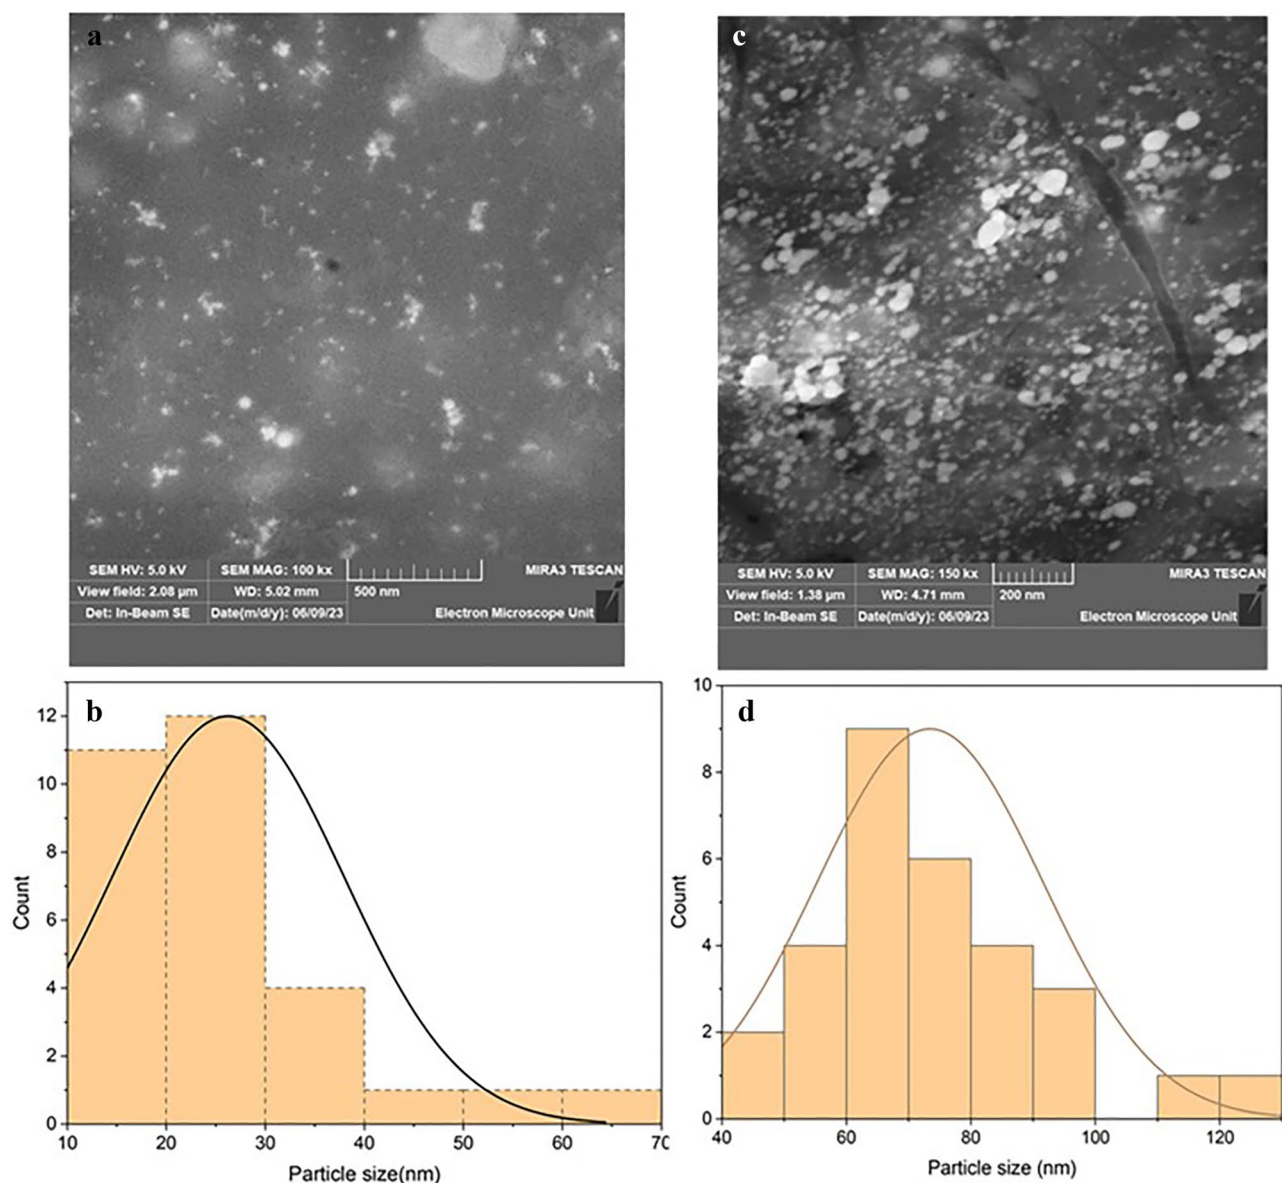 a
SEM HV: 5.0 kV SEM MAG: 100 kx MIRA3 TESCAN
View field: 2.08 µm WD: 5.02 mm 500 nm
Det: In-Beam SE Date(m/d/y): 06/09/23 Electron Microscope Unit
c
SEM HV: 5.0 kV SEM MAG: 150 kx MIRA3 TESCAN
View field: 1.38 µm WD: 4.71 mm 200 nm
Det: In-Beam SE Date(m/d/y): 06/09/23 Electron Microscope Unit
b
12
10
8
6
4
2
0
Count
10 20 30 40 50 60 70
Particle size(nm)
d
10
8
6
4
2
0
Count
40 60 80 100 120
Particle size (nm)